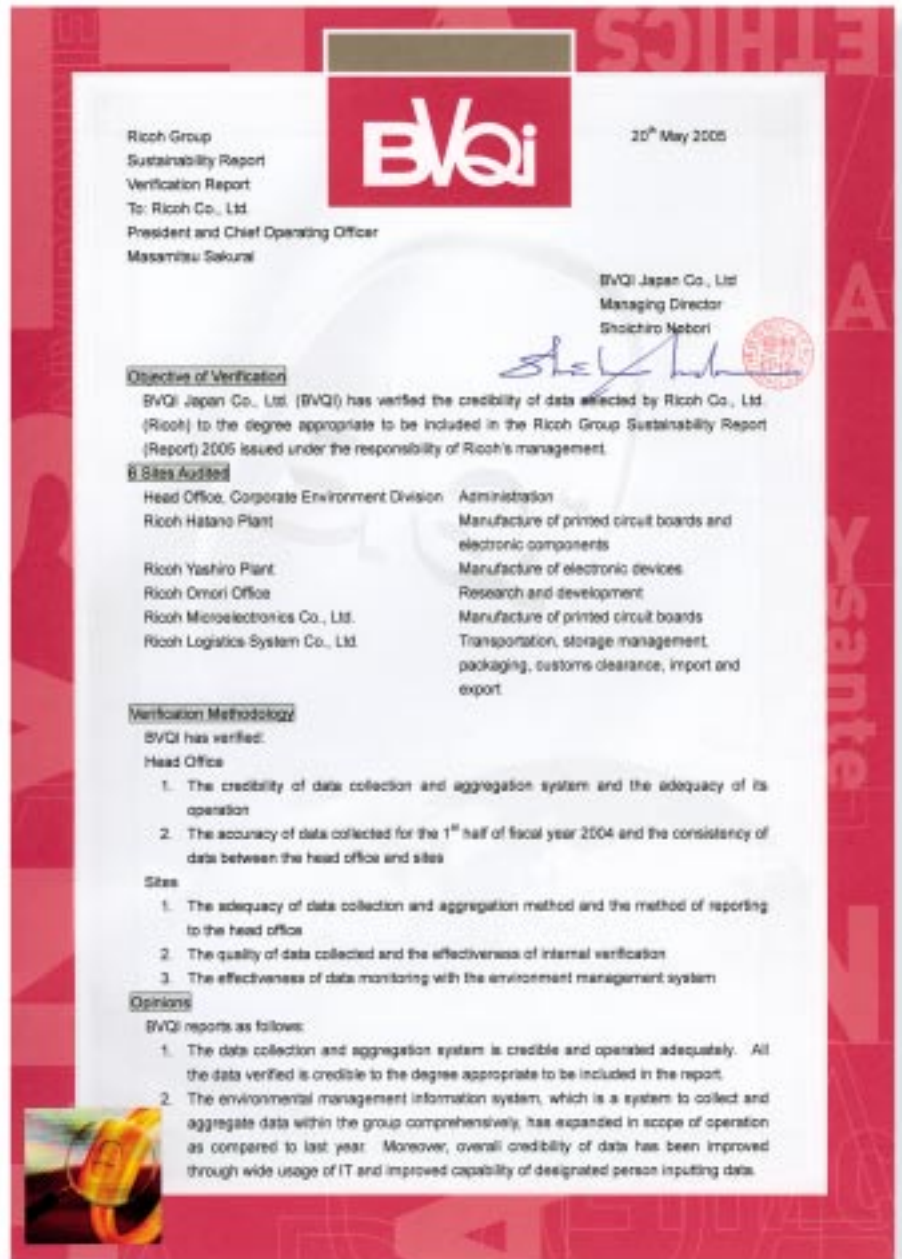 ETHICS
BVQi
Ricoh Group
20th May 2005
Sustainability Report
Verification Report
To: Ricoh Co., Ltd.
President and Chief Operating Officer
Masamitsu Sakurai
BVQI Japan Co., Ltd
Managing Director
Shoichiro Nobori
A
Objective of Verification
BVQI Japan Co., Ltd. (BVQI) has verified the credibility of data selected by Ricoh Co., Ltd.
(Ricoh) to the degree appropriate to be included in the Ricoh Group Sustainability Report
(Report) 2005 issued under the responsibility of Ricoh's management.
6 Sites Audited
Head Office, Corporate Environment Division Administration
Ricoh Hatano Plant Manufacture of printed circuit boards and
electronic components
Ricoh Yashiro Plant Manufacture of electronic devices
Ricoh Omori Office Research and development
Ricoh Microelectronics Co., Ltd. Manufacture of printed circuit boards
Ricoh Logistics System Co., Ltd. Transportation, storage management,
packaging, customs clearance, import and
export
Ysante
Verification Methodology
BVQI has verified:
Head Office
1. The credibility of data collection and aggregation system and the adequacy of its
operation
2. The accuracy of data collected for the 1st half of fiscal year 2004 and the consistency of
data between the head office and sites
Sites
1. The adequacy of data collection and aggregation method and the method of reporting
to the head office
2. The quality of data collected and the effectiveness of internal verification
3. The effectiveness of data monitoring with the environment management system
Opinions
BVQI reports as follows:
1. The data collection and aggregation system is credible and operated adequately. All
the data verified is credible to the degree appropriate to be included in the report.
2. The environmental management information system, which is a system to collect and
aggregate data within the group comprehensively, has expanded in scope of operation
as compared to last year. Moreover, overall credibility of data has been improved
through wide usage of IT and improved capability of designated person inputting data.